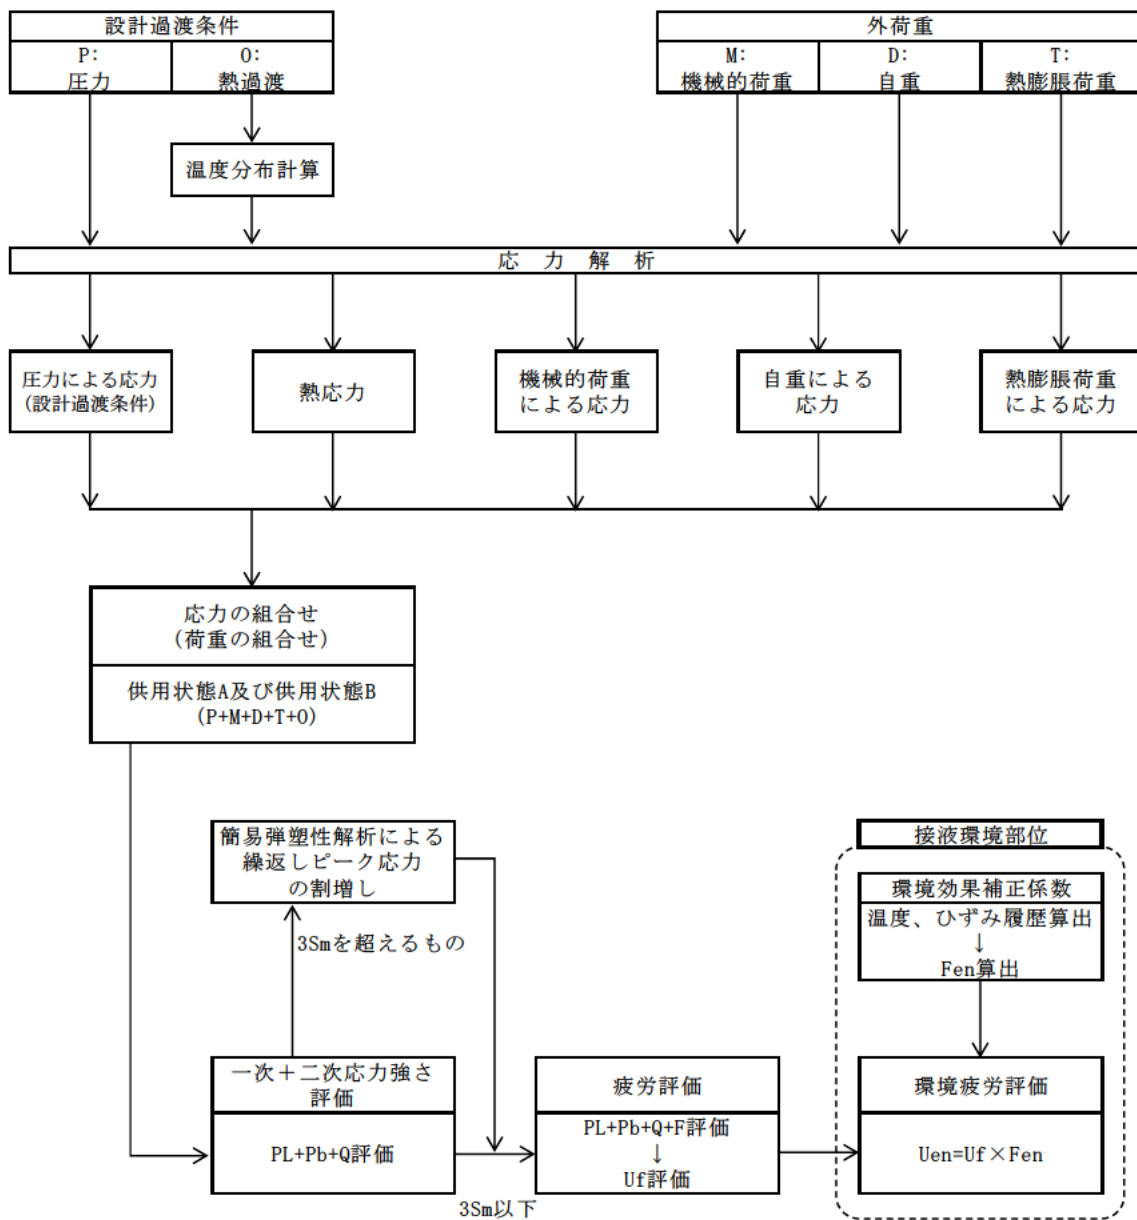 設計過渡条件
P:
圧力
O:
熱過渡
外荷重
M:
機械的荷重
D:
自重
T:
熱膨脹荷重
温度分布計算
応 力 解 析
圧力による応力
(設計過渡条件)
熱応力
機械的荷重
による応力
自重による
応力
熱膨脹荷重
による応力
応力の組合せ
(荷重の組合せ)
供用状態A及び供用状態B
(P+M+D+T+O)
簡易弾塑性解析による
繰返しピーク応力
の割増し
3Smを超えるもの
接液環境部位
環境効果補正係数
温度、ひずみ履歴算出
↓
Fen算出
一次+二次応力強さ
評価
PL+Pb+Q評価
3Sm以下
疲労評価
PL+Pb+Q+F評価
↓
Uf評価
環境疲労評価
Uen=Uf×Fen